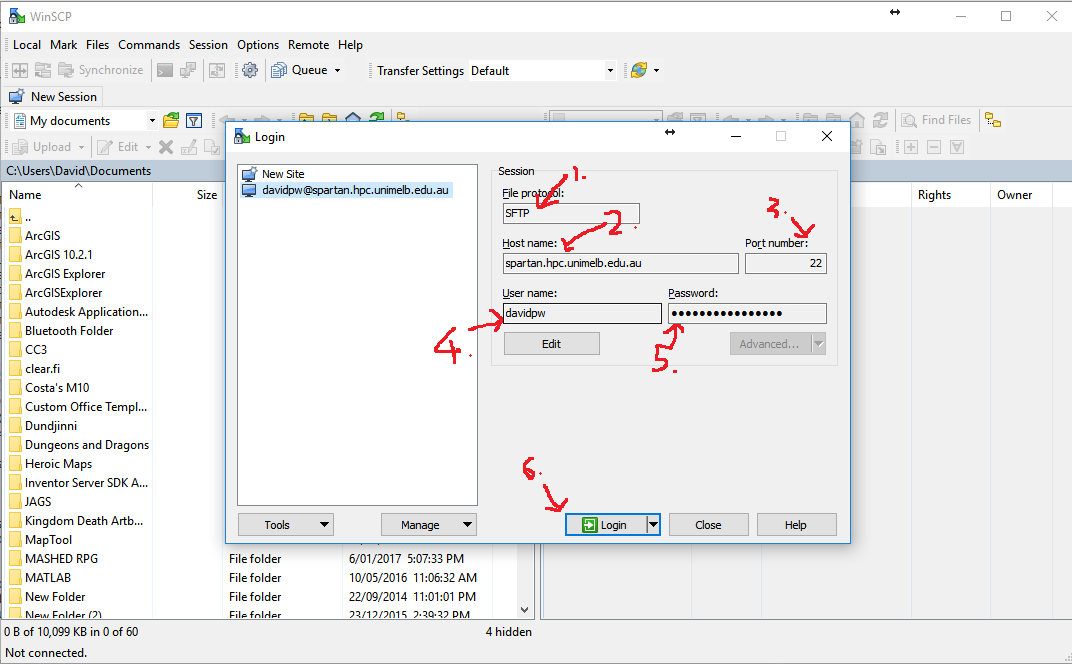 WinSCP
Local Mark Files Commands Session Options Remote Help
Synchronize Queue Transfer Settings Default
New Session
My documents Find Files
Upload Edit
C:\Users\David\Documents
Name Size Rights Owner
..
ArcGIS
ArcGIS 10.2.1
ArcGIS Explorer
ArcGISExplorer
Autodesk Application...
Bluetooth Folder
CC3
clear.fi
Costa's M10
Custom Office Templ...
Dundjinni
Dungeons and Dragons
Heroic Maps
Inventor Server SDK A...
JAGS
Kingdom Death Artb...
MapTool
MASHED RPG File folder 6/01/2017 5:07:33 PM
MATLAB File folder 10/05/2016 11:06:32 AM
New Folder File folder 22/09/2014 11:01:01 PM
New Folder (2) File folder 23/12/2015 2:39:32 PM
Login
New Site
davidpw@spartan.hpc.unimelb.edu.au
Session
1.
File protocol:
SFTP
2.
3.
Host name: Port number:
spartan.hpc.unimelb.edu.au 22
User name: Password:
davidpw ●●●●●●●●●●●●●●●●
4.
5.
Edit Advanced...
6.
Tools Manage Login Close Help
0 B of 10,099 KB in 0 of 60 4 hidden
Not connected.